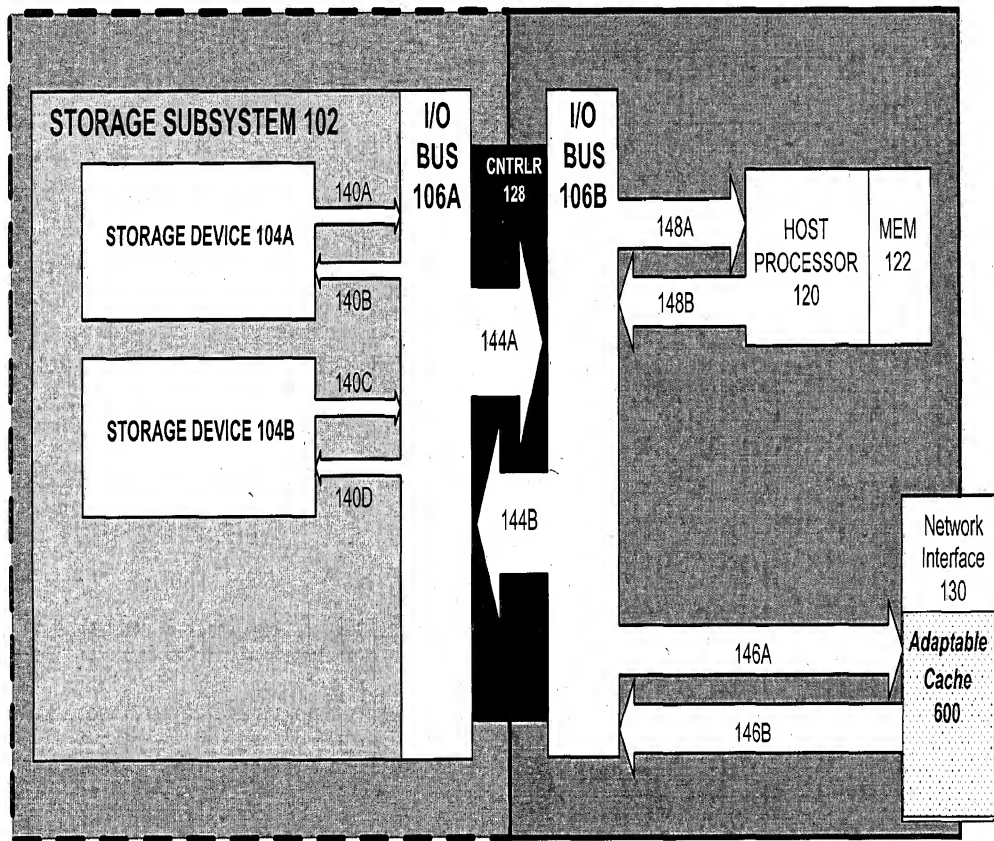 STORAGE SUBSYSTEM 102
STORAGE DEVICE 104A
140A
140B
STORAGE DEVICE 104B
140C
140D
I/O
BUS
106A
CNTRLR
128
144A
144B
I/O
BUS
106B
148A
148B
HOST
PROCESSOR
120
MEM
122
146A
146B
Network
Interface
130
Adaptable
Cache
600